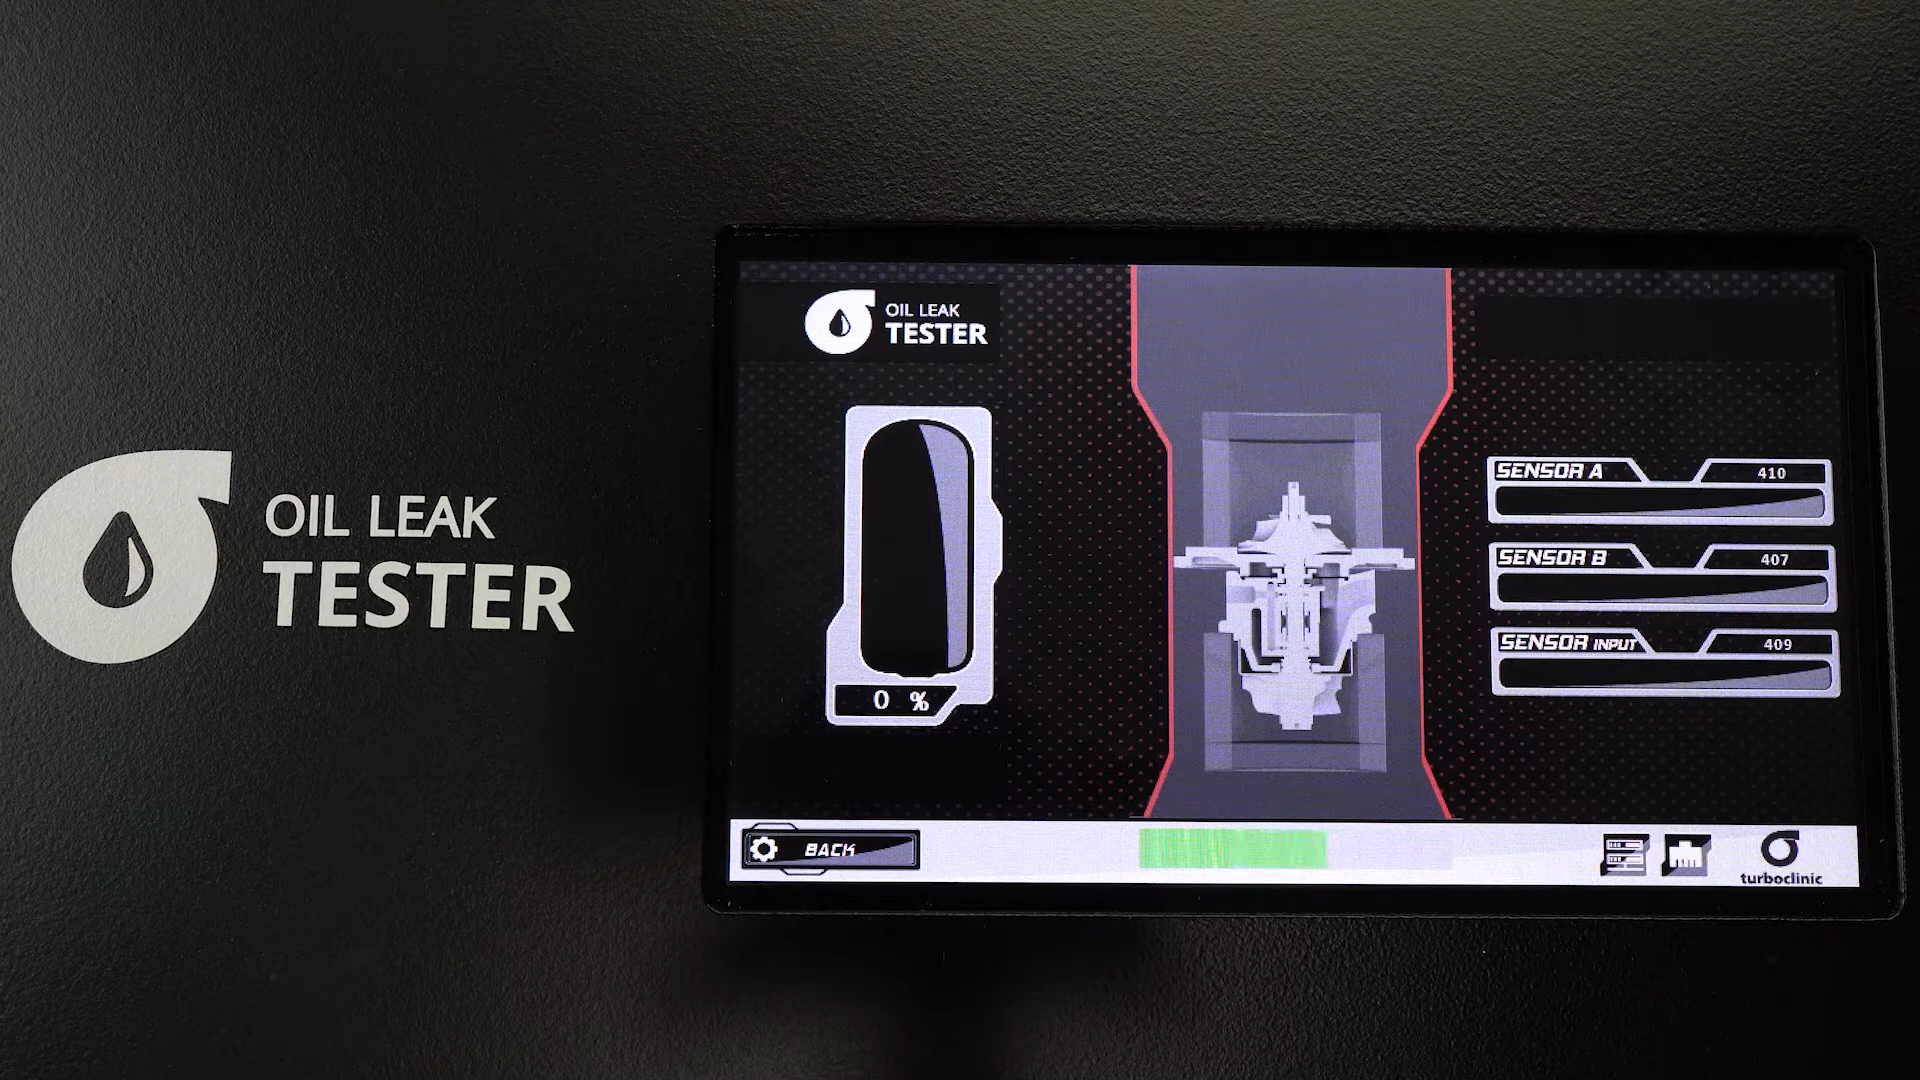 OIL LEAK
TESTER
OIL LEAK
TESTER
0 %
SENSOR A 410
SENSOR B 407
SENSOR INPUT 409
BACK
turboclinic